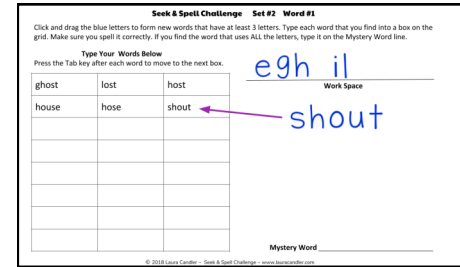 Seek & Spell Challenge Set #2 Word #1
Click and drag the blue letters to form new words that have at least 3 letters. Type each word that you find into a box on the
grid. Make sure you spell it correctly. If you find the word that uses ALL the letters, type it on the Mystery Word line.
Type Your Words Below
Press the Tab key after each word to move to the next box.
ghost lost host
house hose shout
egh il
Work Space
shout
Mystery Word
© 2018 Laura Candler ~ Seek & Spell Challenge ~ www.lauracandler.com